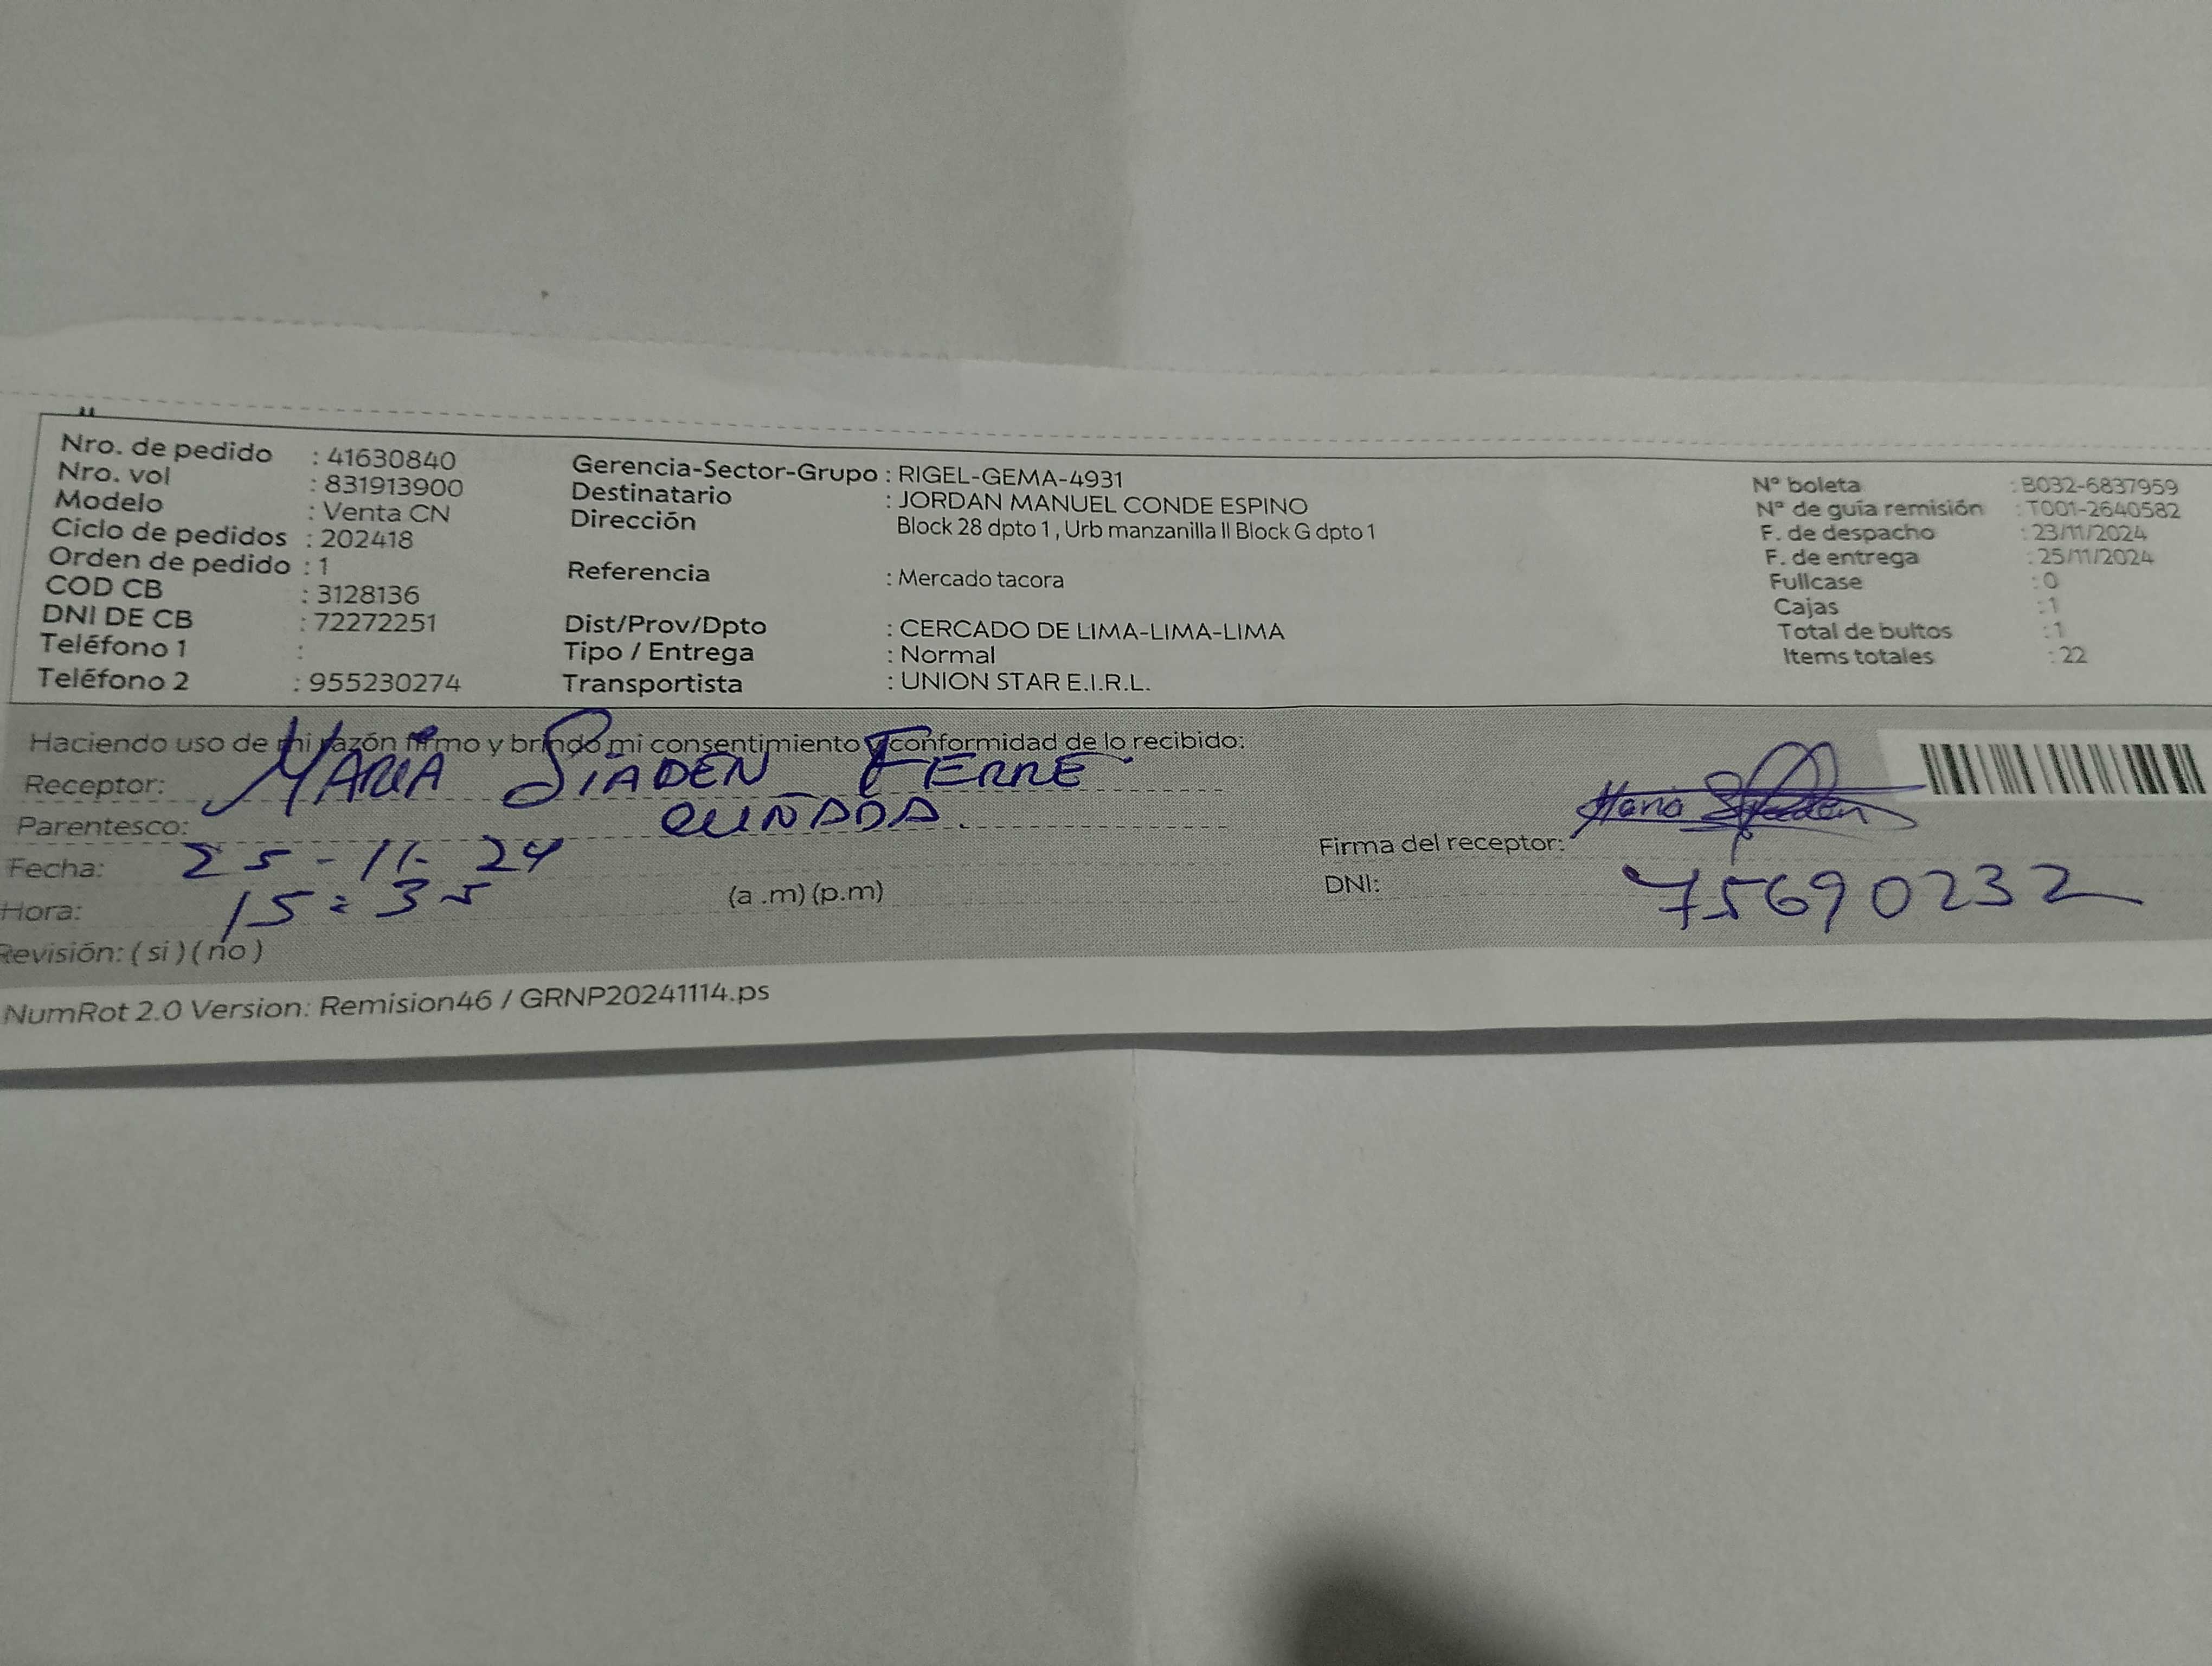 Nro. de pedido : 41630840
Nro. vol : 831913900
Modelo : Venta CN
Ciclo de pedidos : 202418
Orden de pedido : 1
COD CB : 3128136
DNI DE CB : 72272251
Teléfono 1 :
Teléfono 2 : 955230274
Gerencia-Sector-Grupo : RIGEL-GEMA-4931
Destinatario : JORDAN MANUEL CONDE ESPINO
Dirección Block 28 dpto 1 , Urb manzanilla II Block G dpto 1
Referencia : Mercado tacora
Dist/Prov/Dpto : CERCADO DE LIMA-LIMA-LIMA
Tipo / Entrega : Normal
Transportista : UNION STAR E.I.R.L.
N° boleta : B032-6837959
N° de guía remisión : T001-2640582
F. de despacho : 23/11/2024
F. de entrega : 25/11/2024
Fullcase : 0
Cajas : 1
Total de bultos : 1
Items totales : 22
Haciendo uso de mi razón firmo y brindo mi consentimiento y conformidad de lo recibido:
Receptor: MARIA SIADEN FERRE
Parentesco: CUÑADA.
Fecha: 25-11-24
Hora: 15:35 (a .m) (p.m)
Revisión: ( si ) ( no )
Firma del receptor: Maria Siaden
DNI: 75690232
NumRot 2.0 Version: Remision46 / GRNP20241114.ps